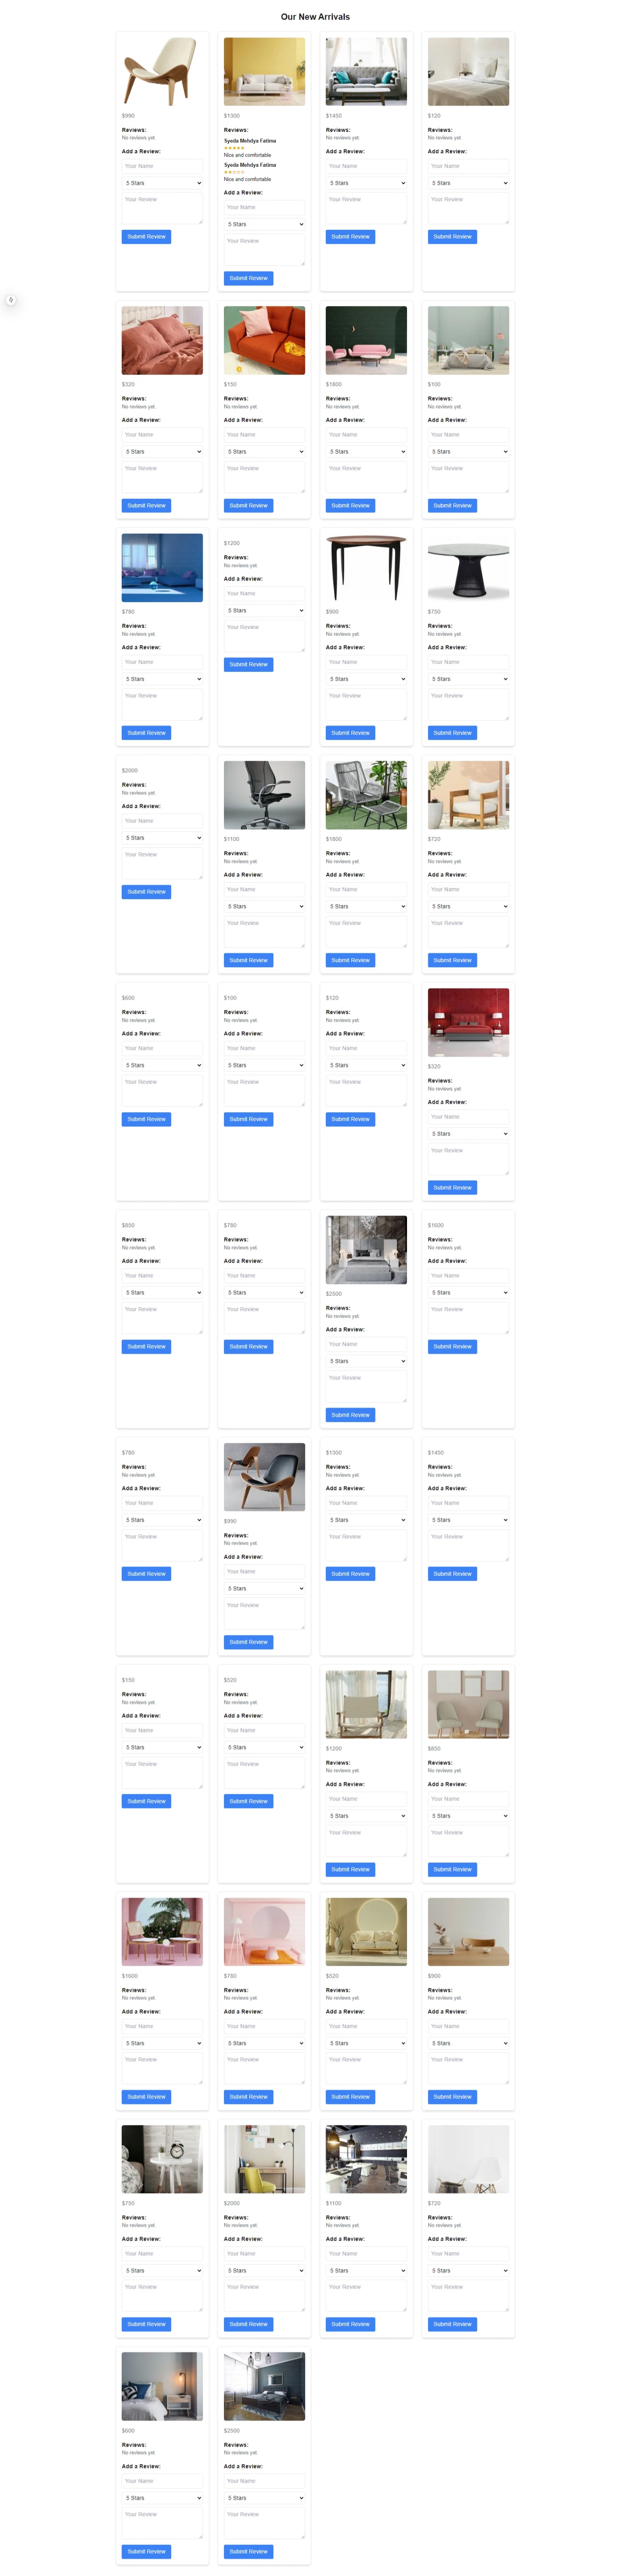 Our New Arrivals
$990
Reviews:
No reviews yet.
Add a Review:
Your Name
5 Stars
Your Review
Submit Review
$1300
Reviews:
Syeda Mehdya Fatima
★★★★★
Nice and comfortable
Syeda Mehdya Fatima
★★☆☆☆
Nice and comfortable
Add a Review:
Your Name
5 Stars
Your Review
Submit Review
$1450
Reviews:
No reviews yet.
Add a Review:
Your Name
5 Stars
Your Review
Submit Review
$120
Reviews:
No reviews yet.
Add a Review:
Your Name
5 Stars
Your Review
Submit Review
$320
Reviews:
No reviews yet.
Add a Review:
Your Name
5 Stars
Your Review
Submit Review
$150
Reviews:
No reviews yet.
Add a Review:
Your Name
5 Stars
Your Review
Submit Review
$1800
Reviews:
No reviews yet.
Add a Review:
Your Name
5 Stars
Your Review
Submit Review
$100
Reviews:
No reviews yet.
Add a Review:
Your Name
5 Stars
Your Review
Submit Review
$780
Reviews:
No reviews yet.
Add a Review:
Your Name
5 Stars
Your Review
Submit Review
$1200
Reviews:
No reviews yet.
Add a Review:
Your Name
5 Stars
Your Review
Submit Review
$900
Reviews:
No reviews yet.
Add a Review:
Your Name
5 Stars
Your Review
Submit Review
$750
Reviews:
No reviews yet.
Add a Review:
Your Name
5 Stars
Your Review
Submit Review
$2000
Reviews:
No reviews yet.
Add a Review:
Your Name
5 Stars
Your Review
Submit Review
$1100
Reviews:
No reviews yet.
Add a Review:
Your Name
5 Stars
Your Review
Submit Review
$1800
Reviews:
No reviews yet.
Add a Review:
Your Name
5 Stars
Your Review
Submit Review
$720
Reviews:
No reviews yet.
Add a Review:
Your Name
5 Stars
Your Review
Submit Review
$600
Reviews:
No reviews yet.
Add a Review:
Your Name
5 Stars
Your Review
Submit Review
$100
Reviews:
No reviews yet.
Add a Review:
Your Name
5 Stars
Your Review
Submit Review
$120
Reviews:
No reviews yet.
Add a Review:
Your Name
5 Stars
Your Review
Submit Review
$320
Reviews:
No reviews yet.
Add a Review:
Your Name
5 Stars
Your Review
Submit Review
$850
Reviews:
No reviews yet.
Add a Review:
Your Name
5 Stars
Your Review
Submit Review
$780
Reviews:
No reviews yet.
Add a Review:
Your Name
5 Stars
Your Review
Submit Review
$2500
Reviews:
No reviews yet.
Add a Review:
Your Name
5 Stars
Your Review
Submit Review
$1600
Reviews:
No reviews yet.
Add a Review:
Your Name
5 Stars
Your Review
Submit Review
$780
Reviews:
No reviews yet.
Add a Review:
Your Name
5 Stars
Your Review
Submit Review
$990
Reviews:
No reviews yet.
Add a Review:
Your Name
5 Stars
Your Review
Submit Review
$1300
Reviews:
No reviews yet.
Add a Review:
Your Name
5 Stars
Your Review
Submit Review
$1450
Reviews:
No reviews yet.
Add a Review:
Your Name
5 Stars
Your Review
Submit Review
$150
Reviews:
No reviews yet.
Add a Review:
Your Name
5 Stars
Your Review
Submit Review
$520
Reviews:
No reviews yet.
Add a Review:
Your Name
5 Stars
Your Review
Submit Review
$1200
Reviews:
No reviews yet.
Add a Review:
Your Name
5 Stars
Your Review
Submit Review
$850
Reviews:
No reviews yet.
Add a Review:
Your Name
5 Stars
Your Review
Submit Review
$1600
Reviews:
No reviews yet.
Add a Review:
Your Name
5 Stars
Your Review
Submit Review
$780
Reviews:
No reviews yet.
Add a Review:
Your Name
5 Stars
Your Review
Submit Review
$520
Reviews:
No reviews yet.
Add a Review:
Your Name
5 Stars
Your Review
Submit Review
$900
Reviews:
No reviews yet.
Add a Review:
Your Name
5 Stars
Your Review
Submit Review
$750
Reviews:
No reviews yet.
Add a Review:
Your Name
5 Stars
Your Review
Submit Review
$2000
Reviews:
No reviews yet.
Add a Review:
Your Name
5 Stars
Your Review
Submit Review
$1100
Reviews:
No reviews yet.
Add a Review:
Your Name
5 Stars
Your Review
Submit Review
$720
Reviews:
No reviews yet.
Add a Review:
Your Name
5 Stars
Your Review
Submit Review
$600
Reviews:
No reviews yet.
Add a Review:
Your Name
5 Stars
Your Review
Submit Review
$2500
Reviews:
No reviews yet.
Add a Review:
Your Name
5 Stars
Your Review
Submit Review